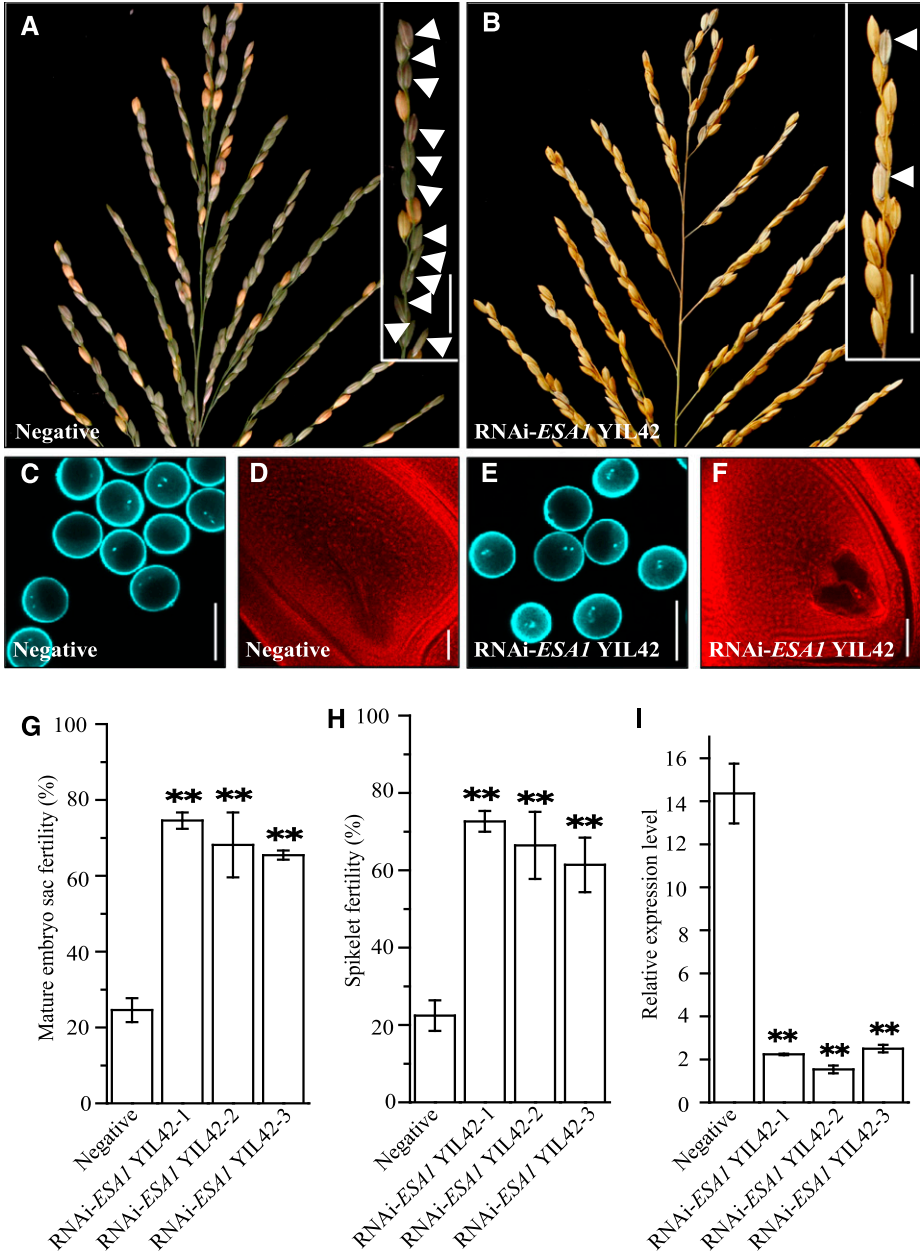 A
Negative
B
RNAi-ESA1 YIL42
C
Negative
D
Negative
E
RNAi-ESA1 YIL42
F
RNAi-ESA1 YIL42
G
Mature embryo sac fertility (%)
100
80
60
40
20
0
Negative
RNAi-ESA1 YIL42-1
RNAi-ESA1 YIL42-2
RNAi-ESA1 YIL42-3
** ** **
H
Spikelet fertility (%)
100
80
60
40
20
0
Negative
RNAi-ESA1 YIL42-1
RNAi-ESA1 YIL42-2
RNAi-ESA1 YIL42-3
** ** **
I
Relative expression level
16
14
12
10
8
6
4
2
0
Negative
RNAi-ESA1 YIL42-1
RNAi-ESA1 YIL42-2
RNAi-ESA1 YIL42-3
** ** **